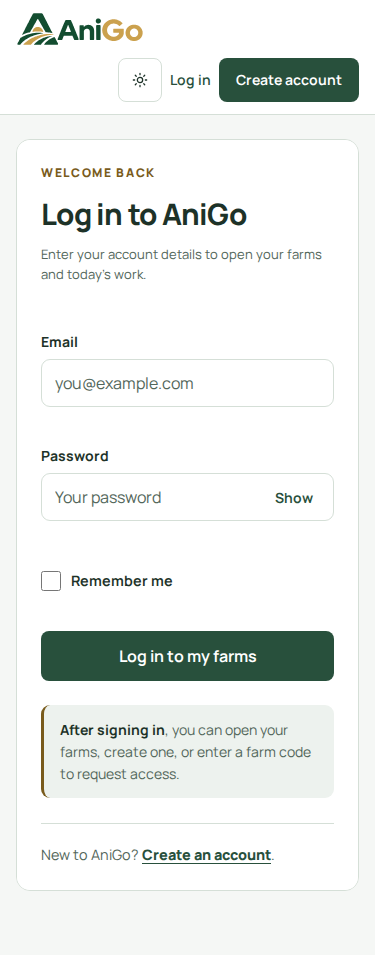 AniGo
Log in
Create account
WELCOME BACK
Log in to AniGo
Enter your account details to open your farms
and today's work.
Email
you@example.com
Password
Your password
Show
Remember me
Log in to my farms
After signing in, you can open your
farms, create one, or enter a farm code
to request access.
New to AniGo? Create an account.